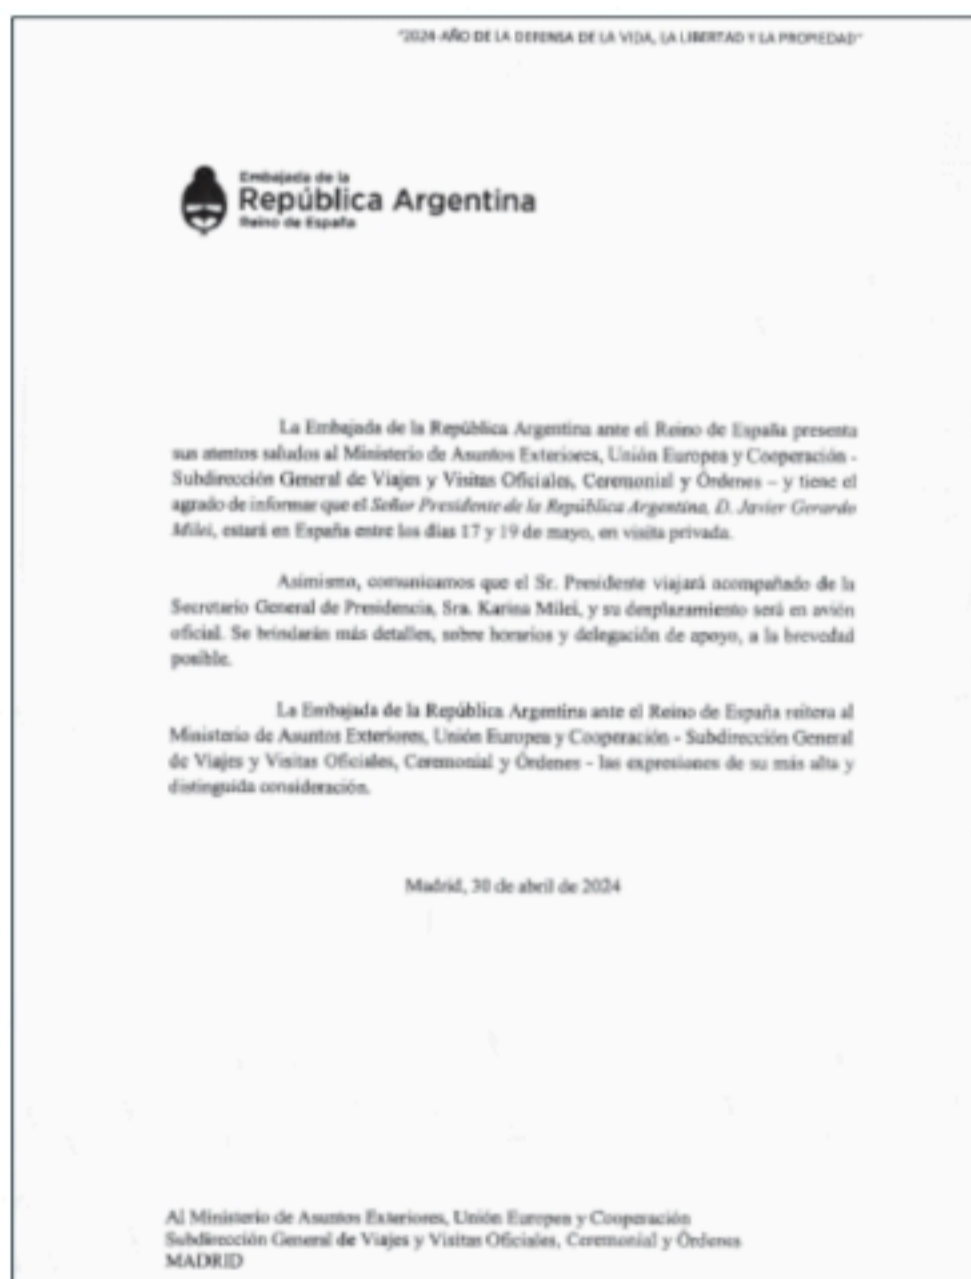 "2024-AÑO DE LA DEFENSA DE LA VIDA, LA LIBERTAD Y LA PROPIEDAD"
Embajada de la
República Argentina
Reino de España
La Embajada de la República Argentina ante el Reino de España presenta
sus atentos saludos al Ministerio de Asuntos Exteriores, Unión Europea y Cooperación -
Subdirección General de Viajes y Visitas Oficiales, Ceremonial y Órdenes – y tiene el
agrado de informar que el Señor Presidente de la República Argentina, D. Javier Gerardo
Milei, estará en España entre los días 17 y 19 de mayo, en visita privada.
Asimismo, comunicamos que el Sr. Presidente viajará acompañado de la
Secretario General de Presidencia, Sra. Karina Milei, y su desplazamiento será en avión
oficial. Se brindarán más detalles, sobre horarios y delegación de apoyo, a la brevedad
posible.
La Embajada de la República Argentina ante el Reino de España reitera al
Ministerio de Asuntos Exteriores, Unión Europea y Cooperación - Subdirección General
de Viajes y Visitas Oficiales, Ceremonial y Órdenes - las expresiones de su más alta y
distinguida consideración.
Madrid, 30 de abril de 2024
Al Ministerio de Asuntos Exteriores, Unión Europea y Cooperación
Subdirección General de Viajes y Visitas Oficiales, Ceremonial y Órdenes
MADRID